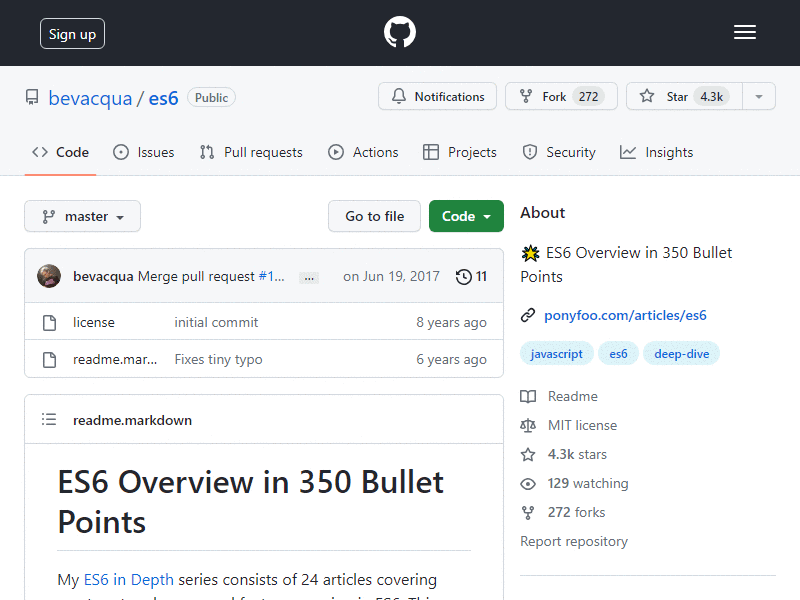 Sign up
bevacqua / es6 Public
Notifications Fork 272 Star 4.3k
Code Issues Pull requests Actions Projects Security Insights
master Go to file Code
bevacqua Merge pull request #1... ... on Jun 19, 2017 11
license initial commit 8 years ago
readme.mar... Fixes tiny typo 6 years ago
readme.markdown
ES6 Overview in 350 Bullet
Points
My ES6 in Depth series consists of 24 articles covering
About
ES6 Overview in 350 Bullet
Points
ponyfoo.com/articles/es6
javascript es6 deep-dive
Readme
MIT license
4.3k stars
129 watching
272 forks
Report repository